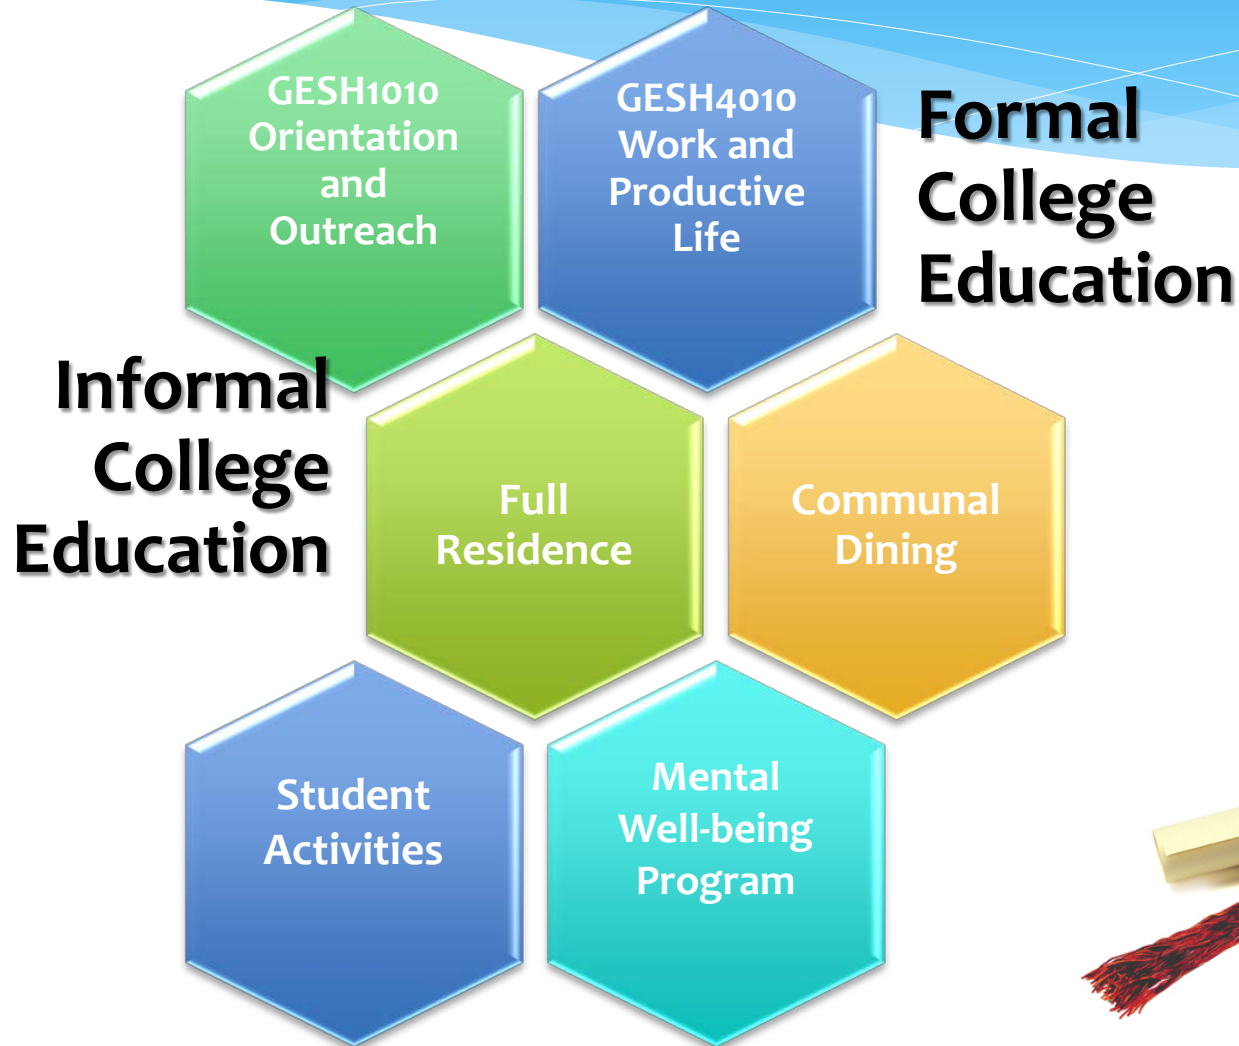 GESH1010
Orientation
and
Outreach
GESH4010
Work and
Productive
Life
Formal
College
Education
Informal
College
Education
Full
Residence
Communal
Dining
Student
Activities
Mental
Well-being
Program